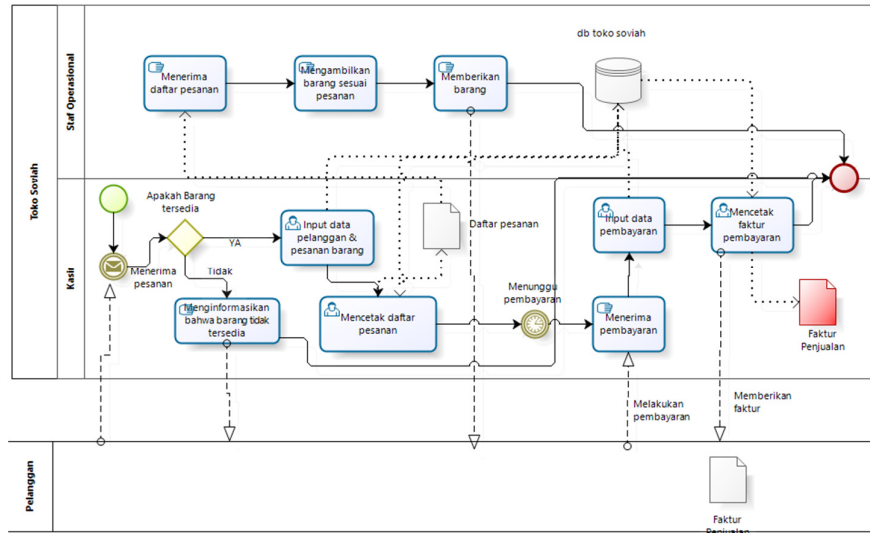 Toko Soviah
Staf Operasional
db toko soviah
Menerima
daftar pesanan
Mengambilkan
barang sesuai
pesanan
Memberikan
barang
Kasir
Apakah Barang
tersedia
YA
Tidak
Menerima
pesanan
Input data
pelanggan &
pesanan barang
Daftar pesanan
Input data
pembayaran
Mencetak
faktur
pembayaran
Menginformasikan
bahwa barang tidak
tersedia
Mencetak daftar
pesanan
Menunggu
pembayaran
Menerima
pembayaran
Faktur
Penjualan
Melakukan
pembayaran
Memberikan
faktur
Pelanggan
Faktur
Penjualan